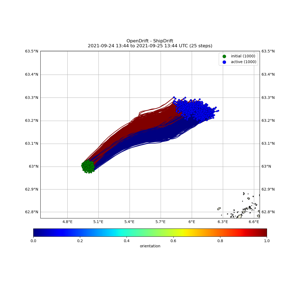 OpenDrift - ShipDrift
2021-09-24 13:44 to 2021-09-25 13:44 UTC (25 steps)
63.5°N 63.5°N
initial (1000)
active (1000)
63.4°N 63.4°N
63.3°N 63.3°N
63.2°N 63.2°N
63.1°N 63.1°N
63°N 63°N
62.9°N 62.9°N
62.8°N 62.8°N
4.8°E 5.1°E 5.4°E 5.7°E 6°E 6.3°E 6.6°E
0.0 0.2 0.4 0.6 0.8 1.0
orientation